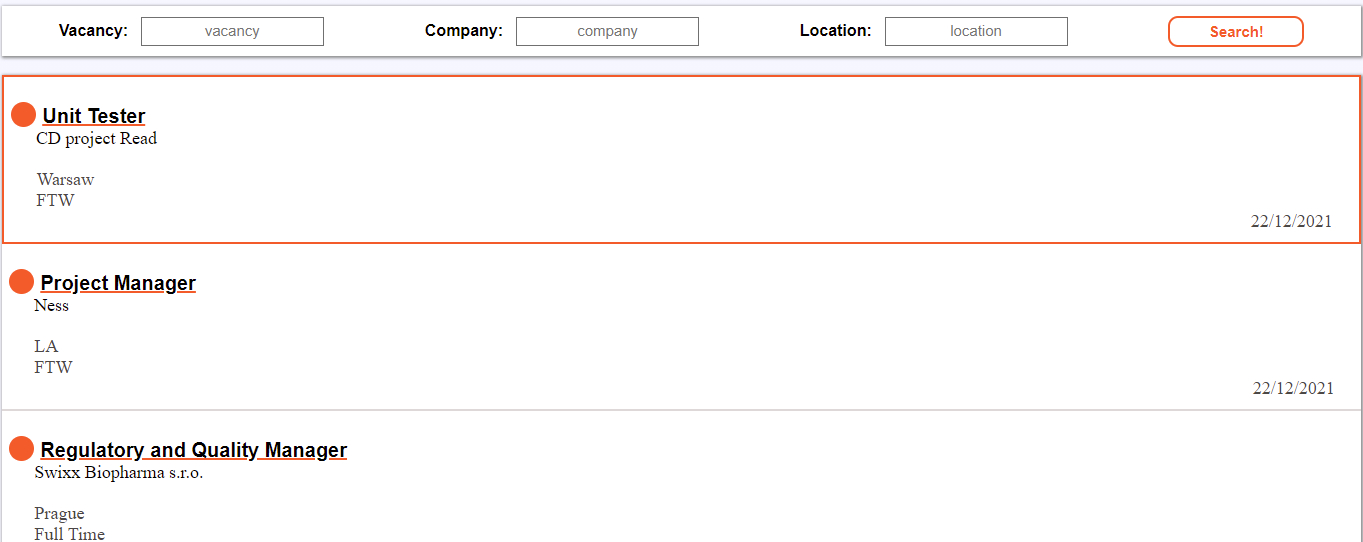 Vacancy: vacancy Company: company Location: location Search!
Unit Tester
CD project Read
Warsaw
FTW
22/12/2021
Project Manager
Ness
LA
FTW
22/12/2021
Regulatory and Quality Manager
Swixx Biopharma s.r.o.
Prague
Full Time